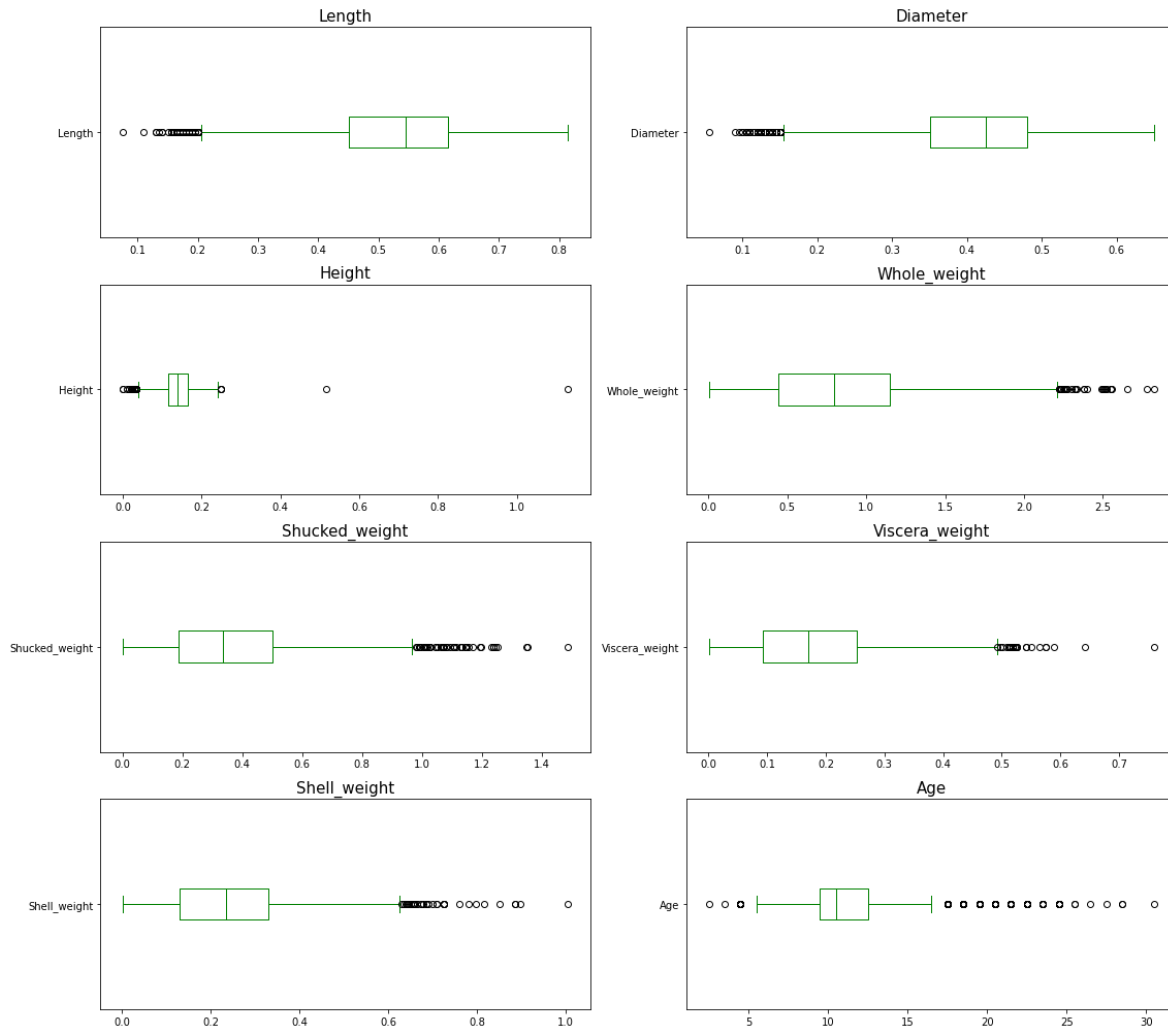 Length
Length
0.1 0.2 0.3 0.4 0.5 0.6 0.7 0.8
Diameter
Diameter
0.1 0.2 0.3 0.4 0.5 0.6
Height
Height
0.0 0.2 0.4 0.6 0.8 1.0
Whole_weight
Whole_weight
0.0 0.5 1.0 1.5 2.0 2.5
Shucked_weight
Shucked_weight
0.0 0.2 0.4 0.6 0.8 1.0 1.2 1.4
Viscera_weight
Viscera_weight
0.0 0.1 0.2 0.3 0.4 0.5 0.6 0.7
Shell_weight
Shell_weight
0.0 0.2 0.4 0.6 0.8 1.0
Age
Age
5 10 15 20 25 30